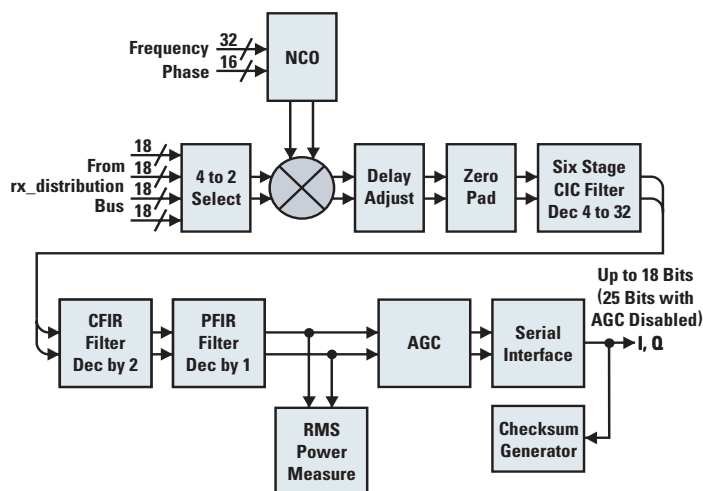 Frequency
32
Phase
16
NCO
From
rx_distribution
Bus
18
18
18
18
4 to 2
Select
Delay
Adjust
Zero
Pad
Six Stage
CIC Filter
Dec 4 to 32
CFIR
Filter
Dec by 2
PFIR
Filter
Dec by 1
RMS
Power
Measure
AGC
Serial
Interface
Up to 18 Bits
(25 Bits with
AGC Disabled)
I, Q
Checksum
Generator